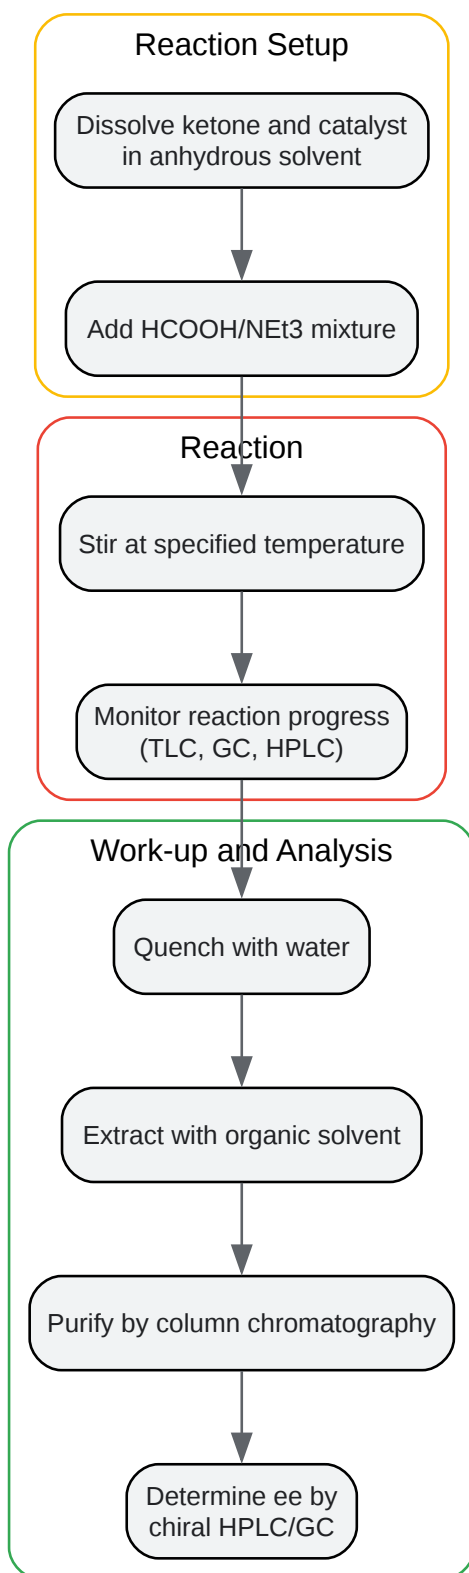 Reaction Setup
Dissolve ketone and catalyst
in anhydrous solvent
Add HCOOH/NEt3 mixture
Reaction
Stir at specified temperature
Monitor reaction progress
(TLC, GC, HPLC)
Work-up and Analysis
Quench with water
Extract with organic solvent
Purify by column chromatography
Determine ee by
chiral HPLC/GC